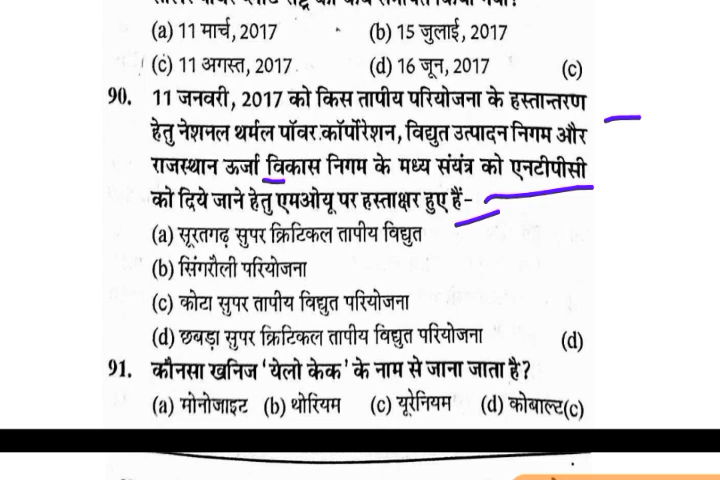 (a) 11 मार्च, 2017 (b) 15 जुलाई, 2017
(c) 11 अगस्त, 2017 (d) 16 जून, 2017 (c)
90. 11 जनवरी, 2017 को किस तापीय परियोजना के हस्तान्तरण
हेतु नेशनल थर्मल पॉवर कॉर्पोरेशन, विद्युत उत्पादन निगम और
राजस्थान ऊर्जा विकास निगम के मध्य संयंत्र को एनटीपीसी
को दिये जाने हेतु एमओयू पर हस्ताक्षर हुए हैं-
(a) सूरतगढ़ सुपर क्रिटिकल तापीय विद्युत
(b) सिंगरौली परियोजना
(c) कोटा सुपर तापीय विद्युत परियोजना
(d) छबड़ा सुपर क्रिटिकल तापीय विद्युत परियोजना (d)
91. कौनसा खनिज 'येलो केक' के नाम से जाना जाता है?
(a) मोनोजाइट (b) थोरियम (c) यूरेनियम (d) कोबाल्ट(c)